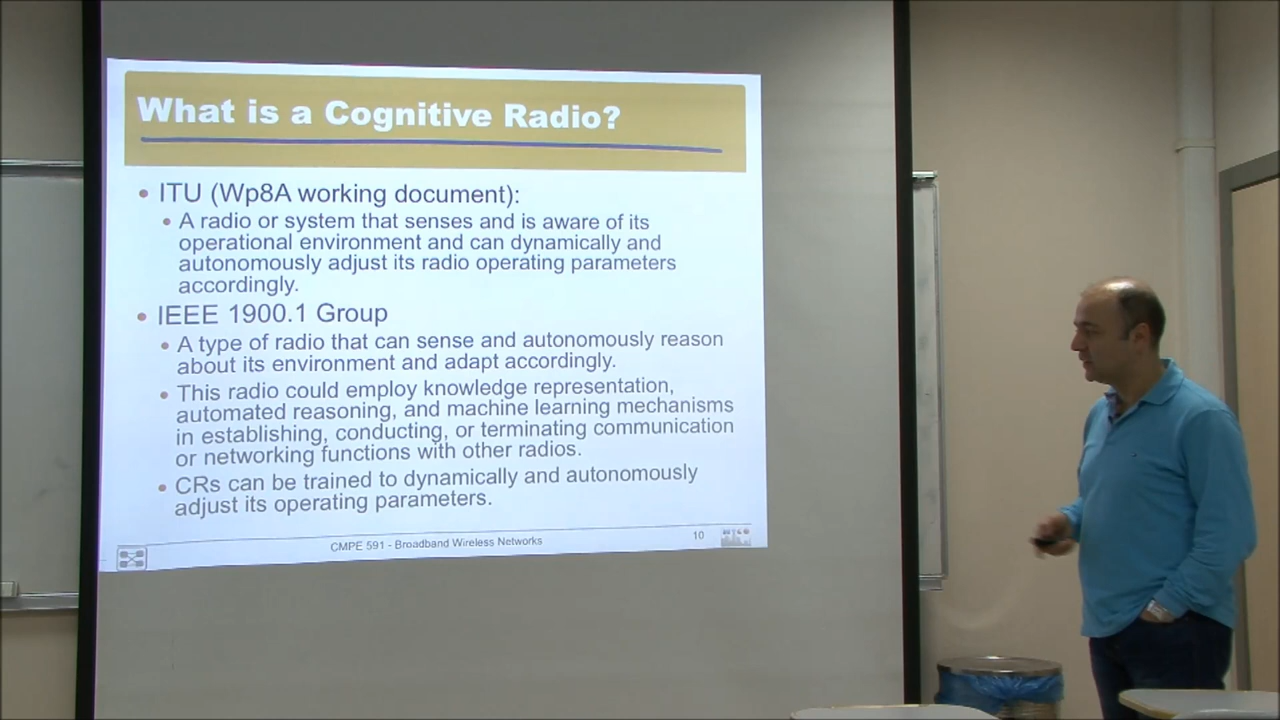 What is a Cognitive Radio?
• ITU (Wp8A working document):
• A radio or system that senses and is aware of its
operational environment and can dynamically and
autonomously adjust its radio operating parameters
accordingly.
• IEEE 1900.1 Group
• A type of radio that can sense and autonomously reason
about its environment and adapt accordingly.
• This radio could employ knowledge representation,
automated reasoning, and machine learning mechanisms
in establishing, conducting, or terminating communication
or networking functions with other radios.
• CRs can be trained to dynamically and autonomously
adjust its operating parameters.
CMPE 591 - Broadband Wireless Networks
10